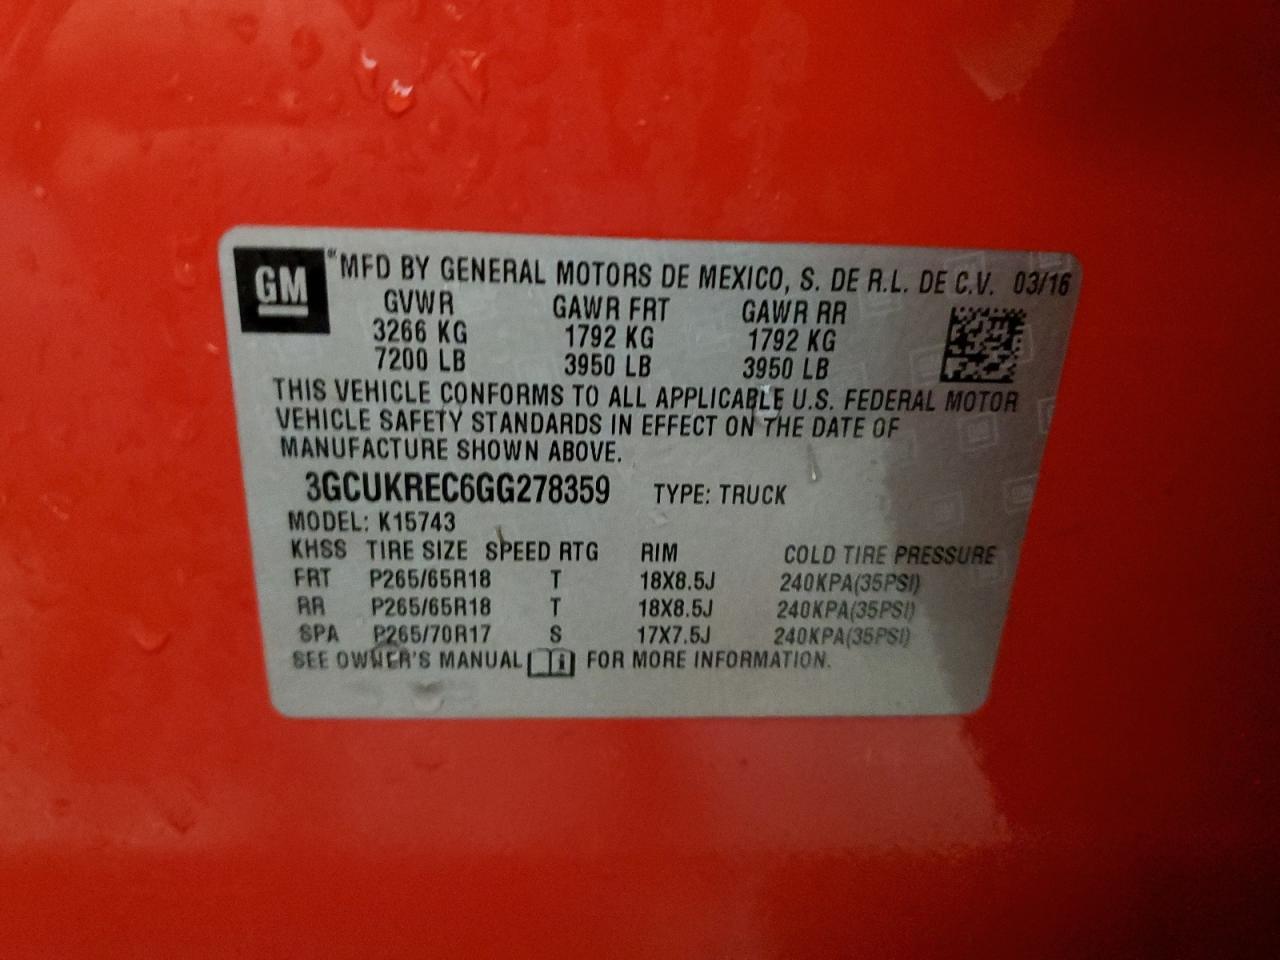 GM
MFD BY GENERAL MOTORS DE MEXICO, S. DE R.L. DE C.V. 03/16
GVWR GAWR FRT GAWR RR
3266 KG 1792 KG 1792 KG
7200 LB 3950 LB 3950 LB
THIS VEHICLE CONFORMS TO ALL APPLICABLE U.S. FEDERAL MOTOR
VEHICLE SAFETY STANDARDS IN EFFECT ON THE DATE OF
MANUFACTURE SHOWN ABOVE.
3GCUKREC6GG278359 TYPE: TRUCK
MODEL: K15743
KHSS TIRE SIZE SPEED RTG RIM COLD TIRE PRESSURE
FRT P265/65R18 T 18X8.5J 240KPA(35PSI)
RR P265/65R18 T 18X8.5J 240KPA(35PSI)
SPA P265/70R17 S 17X7.5J 240KPA(35PSI)
SEE OWNER'S MANUAL i FOR MORE INFORMATION.